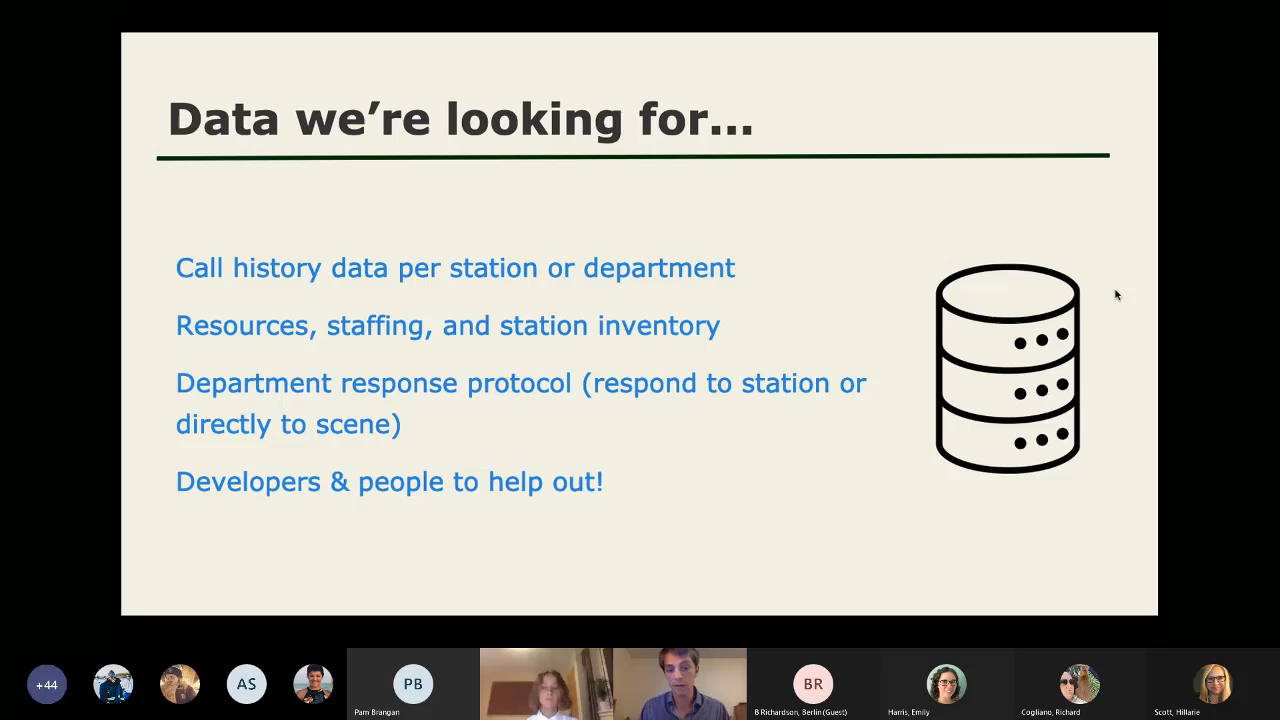 Data we’re looking for...
Call history data per station or department
Resources, staffing, and station inventory
Department response protocol (respond to station or
directly to scene)
Developers & people to help out!
+44
AS
PB
BR
Pam Brangan
B Richardson, Berlin (Guest)
Harris, Emily
Cogliano, Richard
Scott, Hillarie